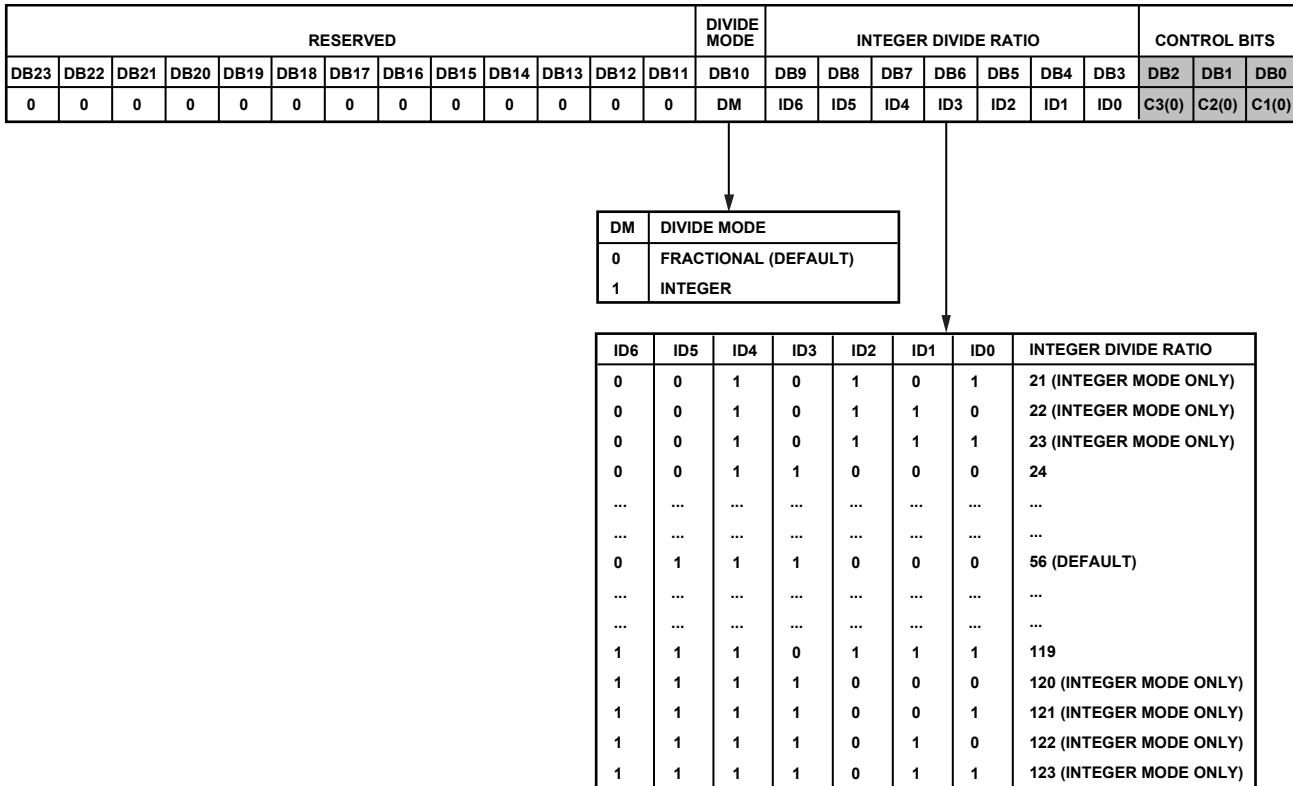 RESERVED DIVIDE MODE INTEGER DIVIDE RATIO CONTROL BITS
DB23 DB22 DB21 DB20 DB19 DB18 DB17 DB16 DB15 DB14 DB13 DB12 DB11 DB10 DB9 DB8 DB7 DB6 DB5 DB4 DB3 DB2 DB1 DB0
0 0 0 0 0 0 0 0 0 0 0 0 0 DM ID6 ID5 ID4 ID3 ID2 ID1 ID0 C3(0) C2(0) C1(0)
DM DIVIDE MODE
0 FRACTIONAL (DEFAULT)
1 INTEGER
ID6 ID5 ID4 ID3 ID2 ID1 ID0 INTEGER DIVIDE RATIO
0 0 1 0 1 0 1 21 (INTEGER MODE ONLY)
0 0 1 0 1 1 0 22 (INTEGER MODE ONLY)
0 0 1 0 1 1 1 23 (INTEGER MODE ONLY)
0 0 1 1 0 0 0 24
... ... ... ... ... ... ... ...
... ... ... ... ... ... ... ...
0 1 1 1 0 0 0 56 (DEFAULT)
... ... ... ... ... ... ... ...
... ... ... ... ... ... ... ...
1 1 1 0 1 1 1 119
1 1 1 1 0 0 0 120 (INTEGER MODE ONLY)
1 1 1 1 0 0 1 121 (INTEGER MODE ONLY)
1 1 1 1 0 1 0 122 (INTEGER MODE ONLY)
1 1 1 1 0 1 1 123 (INTEGER MODE ONLY)